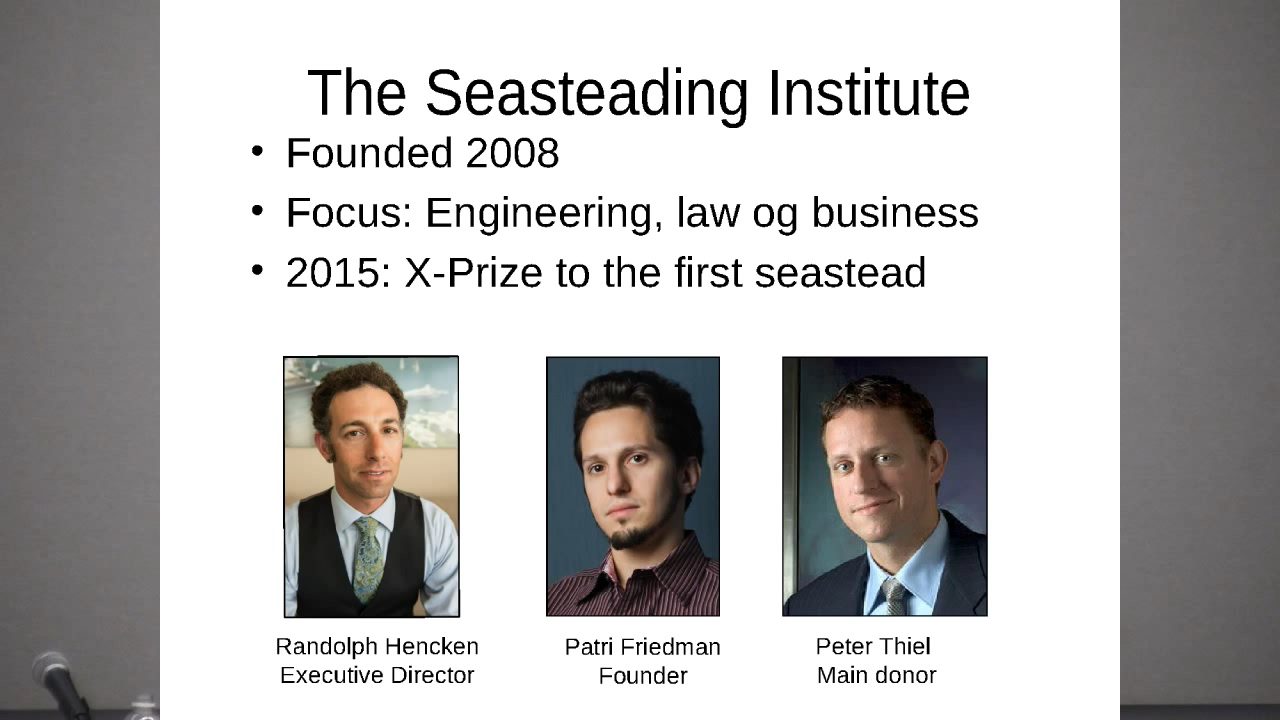 The Seasteading Institute
• Founded 2008
• Focus: Engineering, law og business
• 2015: X-Prize to the first seastead
Randolph Hencken
Executive Director
Patri Friedman
Founder
Peter Thiel
Main donor